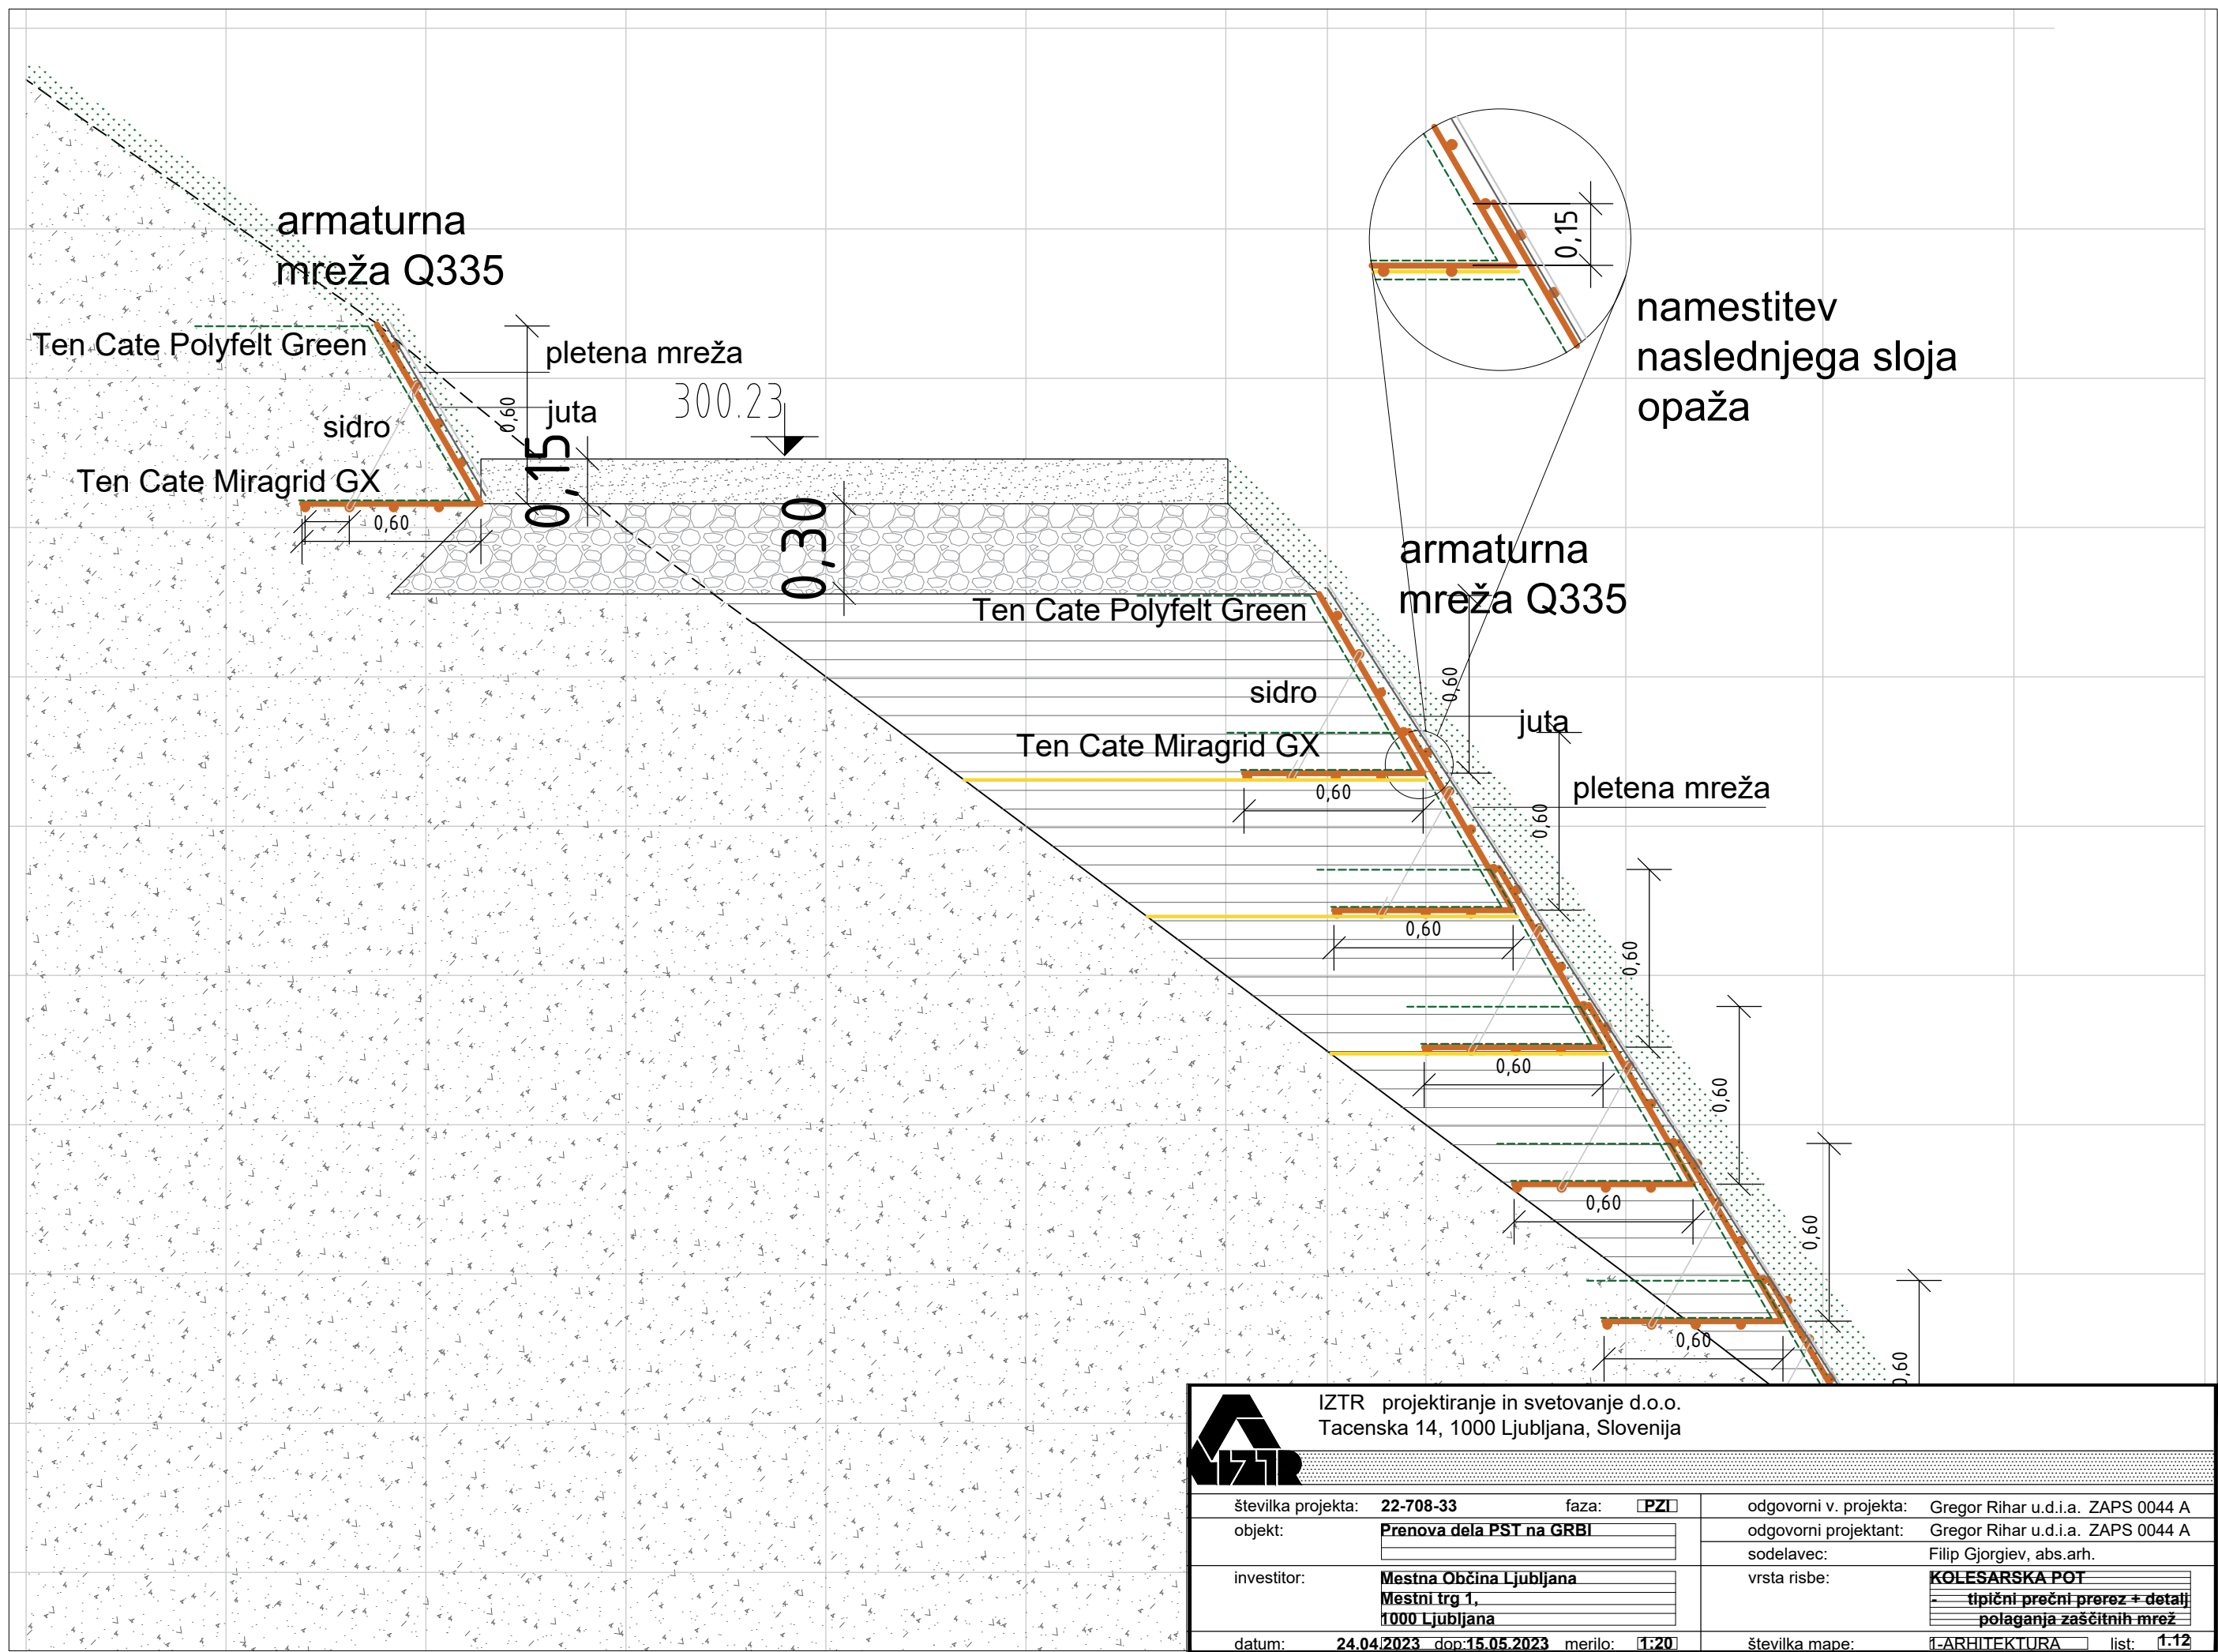 armaturna
mreža Q335
Ten Cate Polyfelt Green
pletena mreža
0,60
juta
sidro
300.23
0,15
Ten Cate Miragrid GX
0,60
0,30
0,15
namestitev
naslednjega sloja
opaža
armaturna
mreža Q335
Ten Cate Polyfelt Green
sidro
0,60
juta
Ten Cate Miragrid GX
0,60
pletena mreža
0,60
0,60
0,60
0,60
0,60
0,60
0,60
0,60
0,60
0,60
IZTR projektiranje in svetovanje d.o.o.
Tacenska 14, 1000 Ljubljana, Slovenija
IZTR
številka projekta: 22-708-33 faza: PZI
objekt: Prenova dela PST na GRBI
investitor: Mestna Občina Ljubljana
Mestni trg 1,
1000 Ljubljana
datum: 24.04.2023 dop:15.05.2023 merilo: 1:20
odgovorni v. projekta: Gregor Rihar u.d.i.a. ZAPS 0044 A
odgovorni projektant: Gregor Rihar u.d.i.a. ZAPS 0044 A
sodelavec: Filip Gjorgiev, abs.arh.
vrsta risbe: KOLESARSKA POT
- tipični prečni prerez + detalj
polaganja zaščitnih mrež
številka mape: 1-ARHITEKTURA list: 1.12